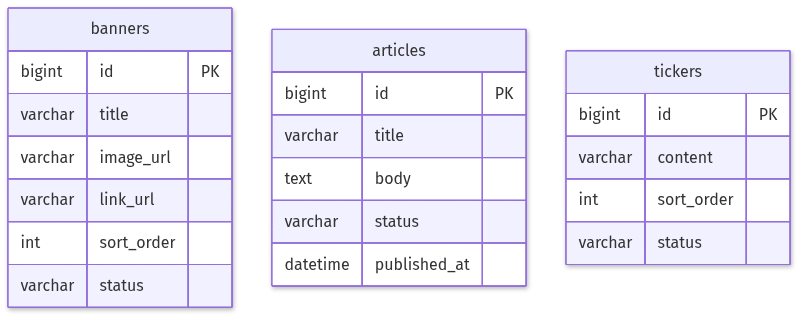 banners
bigint id PK
varchar title
varchar image_url
varchar link_url
int sort_order
varchar status
articles
bigint id PK
varchar title
text body
varchar status
datetime published_at
tickers
bigint id PK
varchar content
int sort_order
varchar status